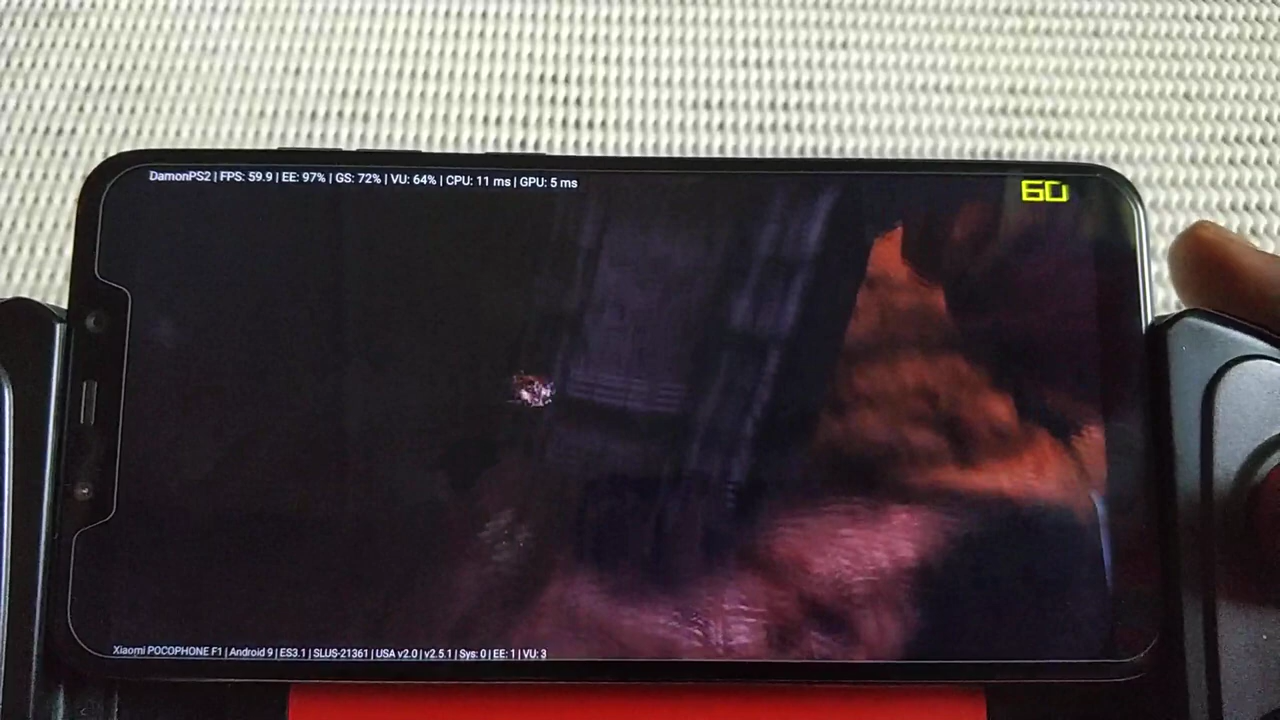 DamonPS2 | FPS: 59.9 | EE: 97% | GS: 72% | VU: 64% | CPU: 11 ms | GPU: 5 ms
60
Xiaomi POCOPHONE F1 | Android 9 | ES3.1 | SLUS-21361 | USA v2.0 | v2.5.1 | Sys: 0 | EE: 1 | VU: 3